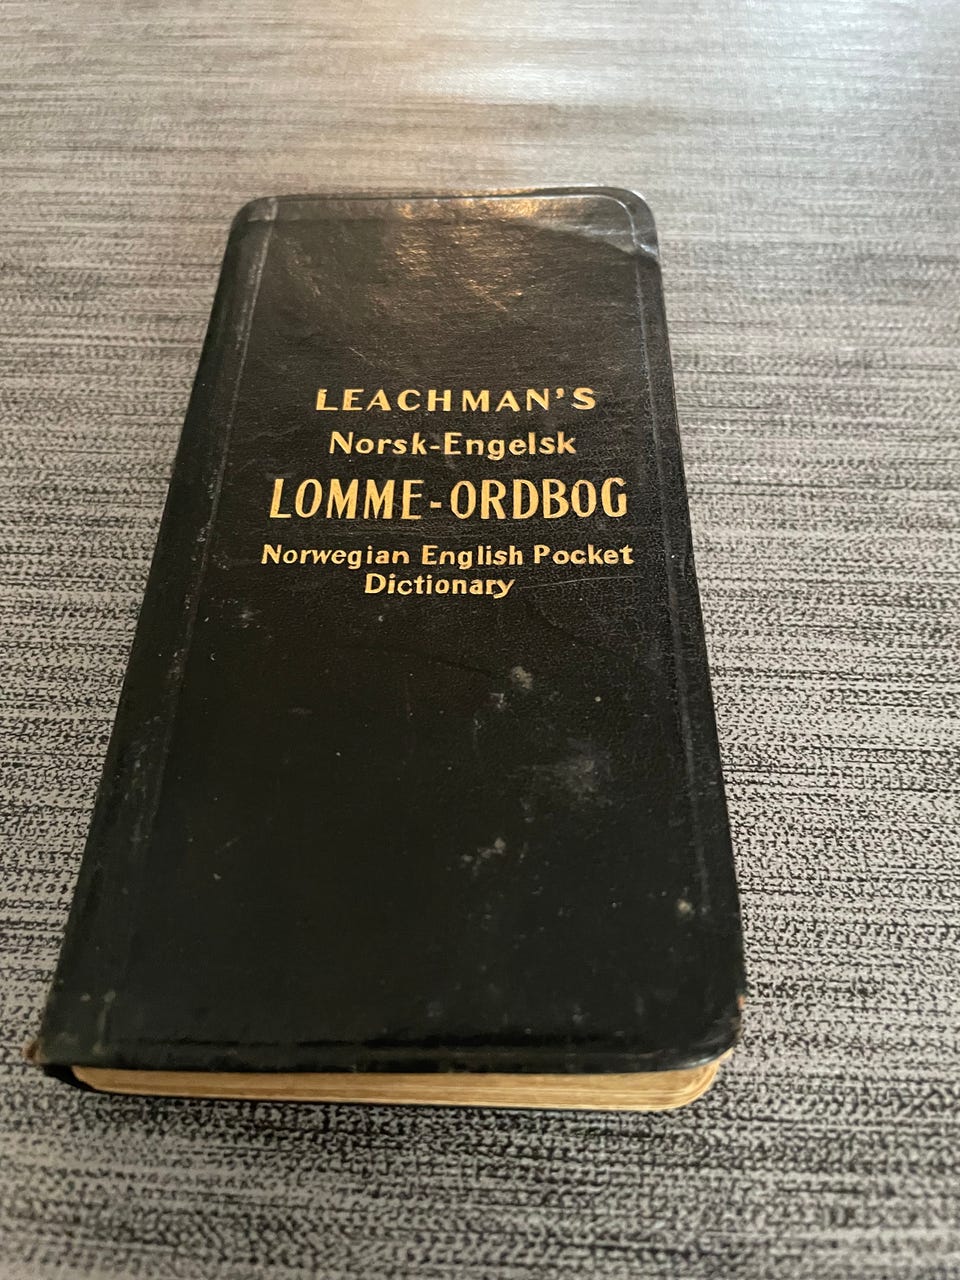 LEACHMAN'S
Norsk-Engelsk
LOMME-ORDBOG
Norwegian English Pocket
Dictionary